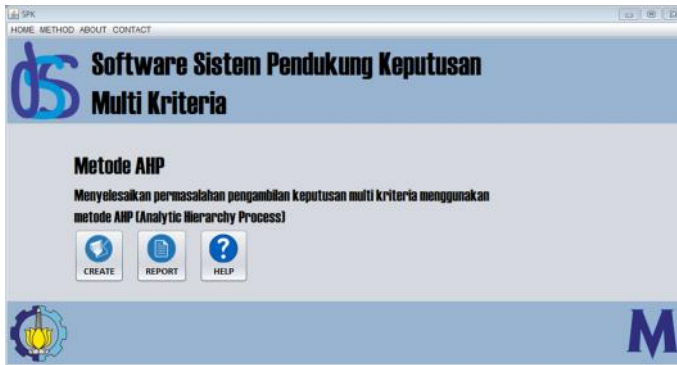 SPK
HOME METHOD ABOUT CONTACT
dss
Software Sistem Pendukung Keputusan
Multi Kriteria
Metode AHP
Menyelesaikan permasalahan pengambilan keputusan multi kriteria menggunakan
metode AHP (Analytic Hierarchy Process)
CREATE REPORT HELP
M